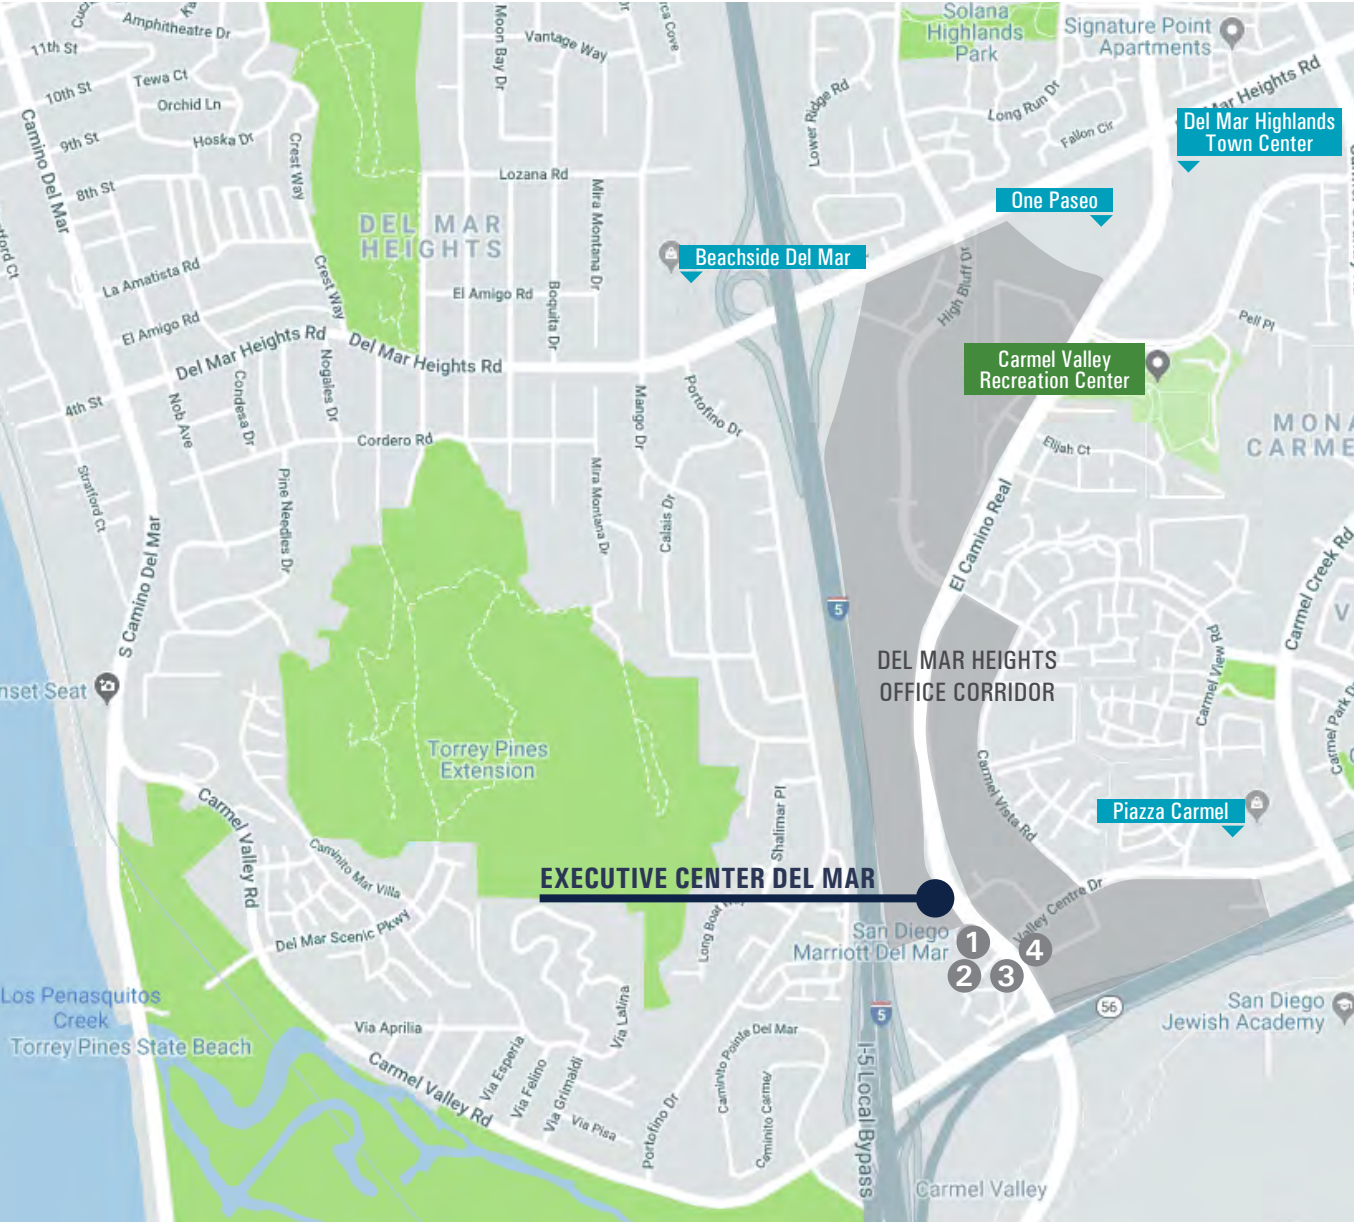 Amphitheatre Dr
11th St
10th St
Tewa Ct
Orchid Ln
9th St
Hoska Dr
8th St
Camino Del Mar
Crest Way
Moon Bay Dr
Vantage Way
Lozana Rd
Mira Montana Dr
DEL MAR
HEIGHTS
La Amatista Rd
Crest Way
El Amigo Rd
El Amigo Rd
Boquita Dr
Del Mar Heights Rd
Del Mar Heights Rd
4th St
Nob Ave
Condesa Dr
Nogales Dr
Cordero Rd
Stratford Ct
Pine Needles Dr
Mira Montana Dr
Mango Dr
Portofino Dr
Calais Dr
S Camino Del Mar
Solana
Highlands
Park
Signature Point
Apartments
Lower Ridge Rd
Long Run Dr
Fallon Cir
Mar Heights Rd
Del Mar Highlands
Town Center
One Paseo
Beachside Del Mar
High Bluff Dr
Pell Pl
Carmel Valley
Recreation Center
Elijah Ct
El Camino Real
Carmel Creek Rd
Carmel View Rd
Carmel Park D
5
DEL MAR HEIGHTS
OFFICE CORRIDOR
nset Seat
Torrey Pines
Extension
Carmel Valley Rd
Caminito Mar Villa
Shalimar Pl
Carmel Vista Rd
Piazza Carmel
EXECUTIVE CENTER DEL MAR
Valley Centre Dr
Del Mar Scenic Pkwy
Long Boat
San Diego
Marriott Del Mar
1
2
3
4
Los Penasquitos
Creek
Torrey Pines State Beach
Via Aprilia
Via Latina
5
56
San Diego
Jewish Academy
Carmel Valley Rd
Via Esperia
Via Felino
Via Grimaldi
Via Pisa
Portofino Dr
Caminito Pointe Del Mar
Caminito Carmel
I-5 Local Bypass
Carmel Valley